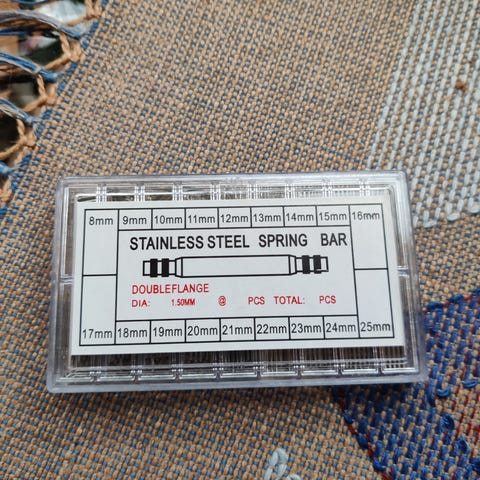 8mm 9mm 10mm 11mm 12mm 13mm 14mm 15mm 16mm
STAINLESS STEEL SPRING BAR
DOUBLEFLANGE
DIA: 1.50MM @ PCS TOTAL: PCS
17mm 18mm 19mm 20mm 21mm 22mm 23mm 24mm 25mm